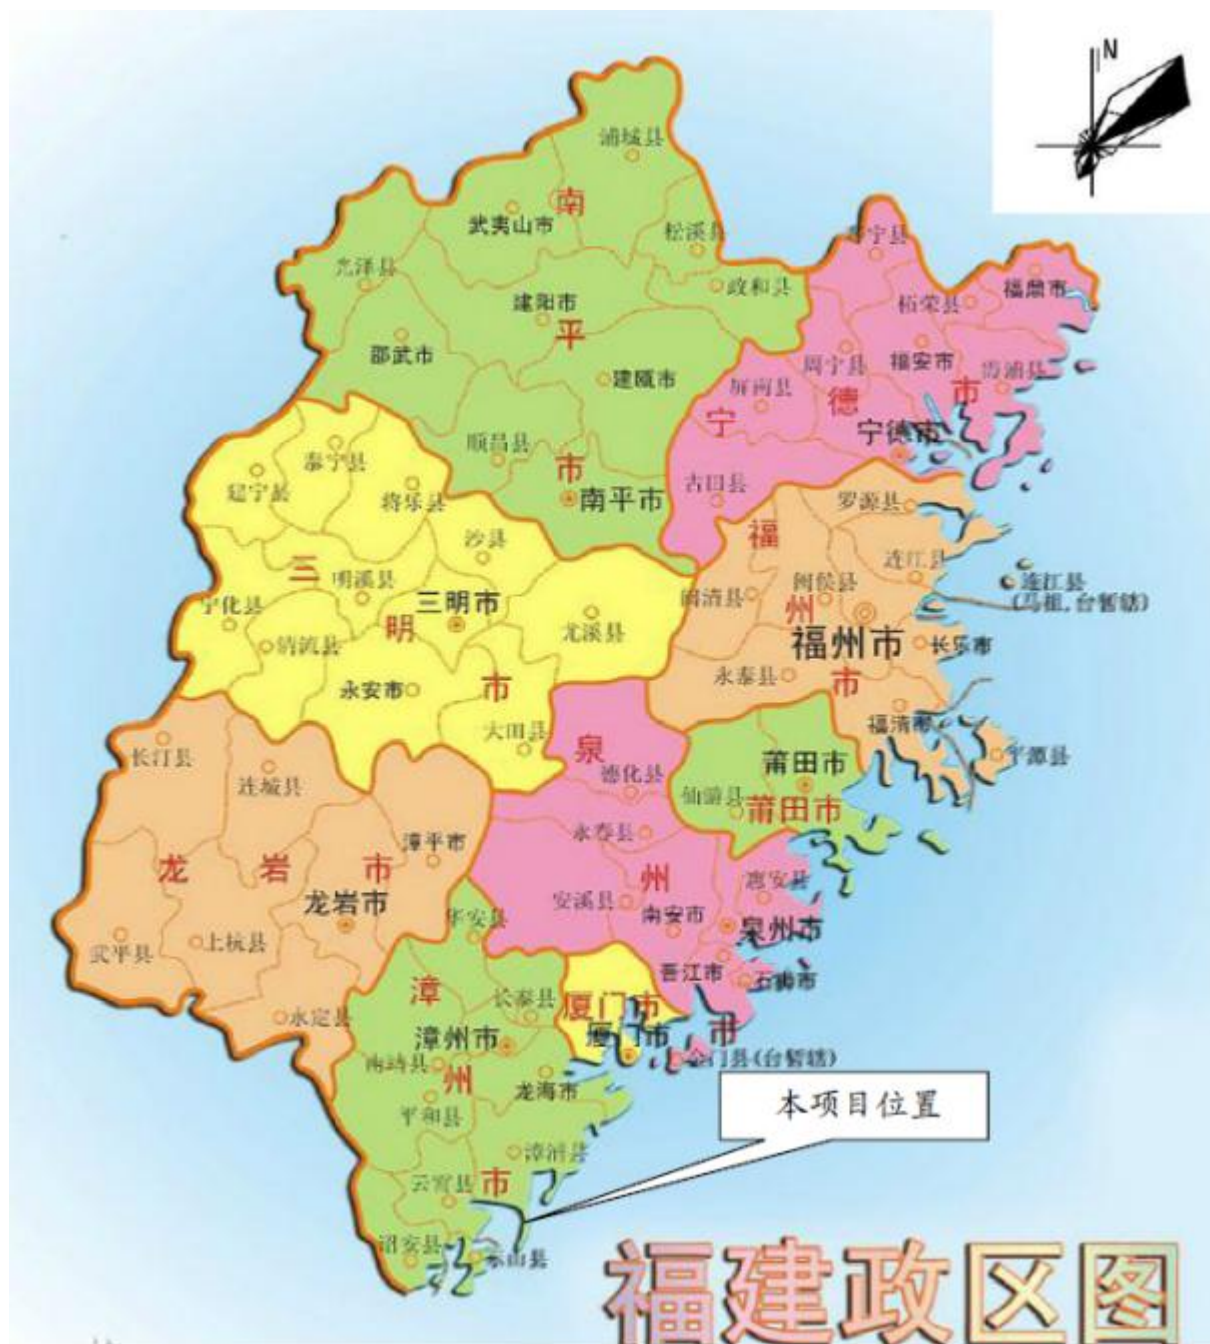 N
浦城县
南
武夷山市
松溪县
光泽县
政和县
建阳市
平
邵武市
建瓯市
顺昌县
市
南平市
寿宁县
福鼎市
柘荣县
周宁县
福安市
霞浦县
屏南县
宁
德
市
宁德市
古田县
泰宁县
建宁县
将乐县
沙县
三
明溪县
宁化县
明
三明市
尤溪县
清流县
永安市
市
大田县
罗源县
福
连江县
闽清县
闽侯县
州
连江县
(马祖,台暂辖)
福州市
长乐市
永泰县
市
福清市
平潭县
莆田市
仙游县
莆田市
泉
德化县
永春县
安溪县
州
惠安县
南安市
泉州市
晋江市
石狮市
市
金门县(台暂辖)
长汀县
连城县
漳平市
龙
岩
市
龙岩市
武平县
上杭县
永定县
华安县
漳
长泰县
厦门市
厦门市
漳州市
南靖县
州
龙海市
平和县
漳浦县
云霄县
市
诏安县
东山县
本项目位置
福建政区图